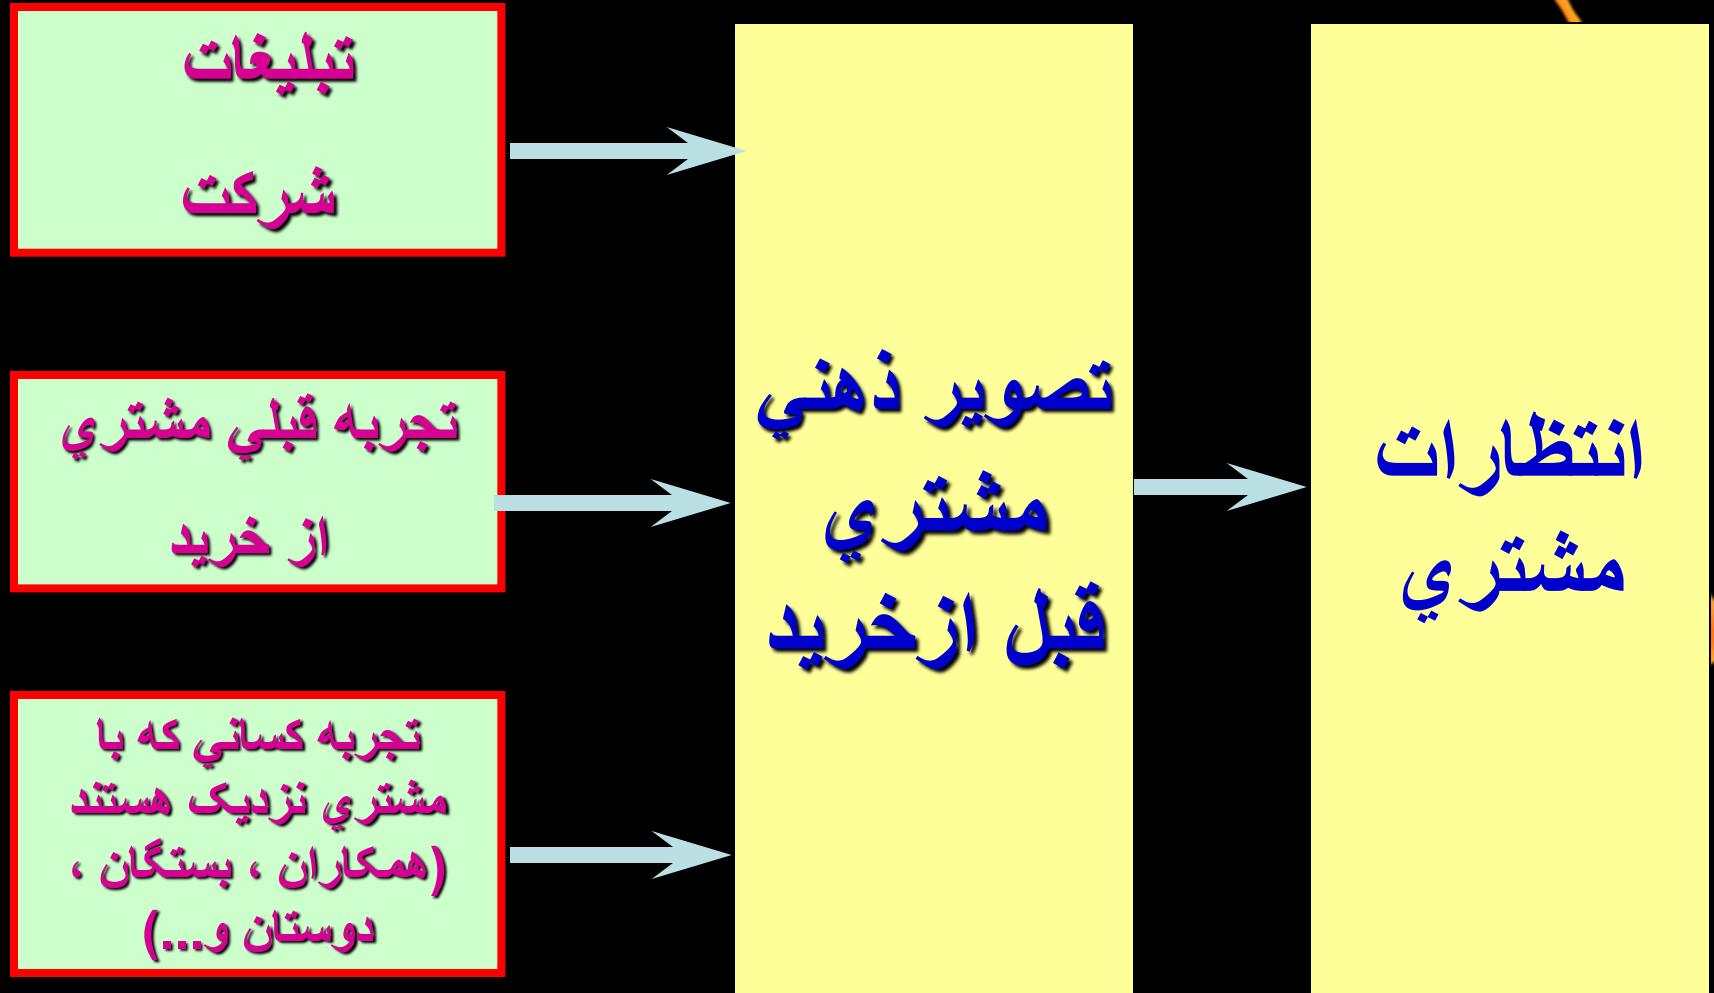 تبليغات
شركت
تجربه قبلي مشتري
از خريد
تجربه كساني كه با
مشتري نزديک هستند
(همكاران ، بستگان ،
دوستان و...)
تصوير ذهني
مشتري
قبل ازخريد
انتظارات
مشتري